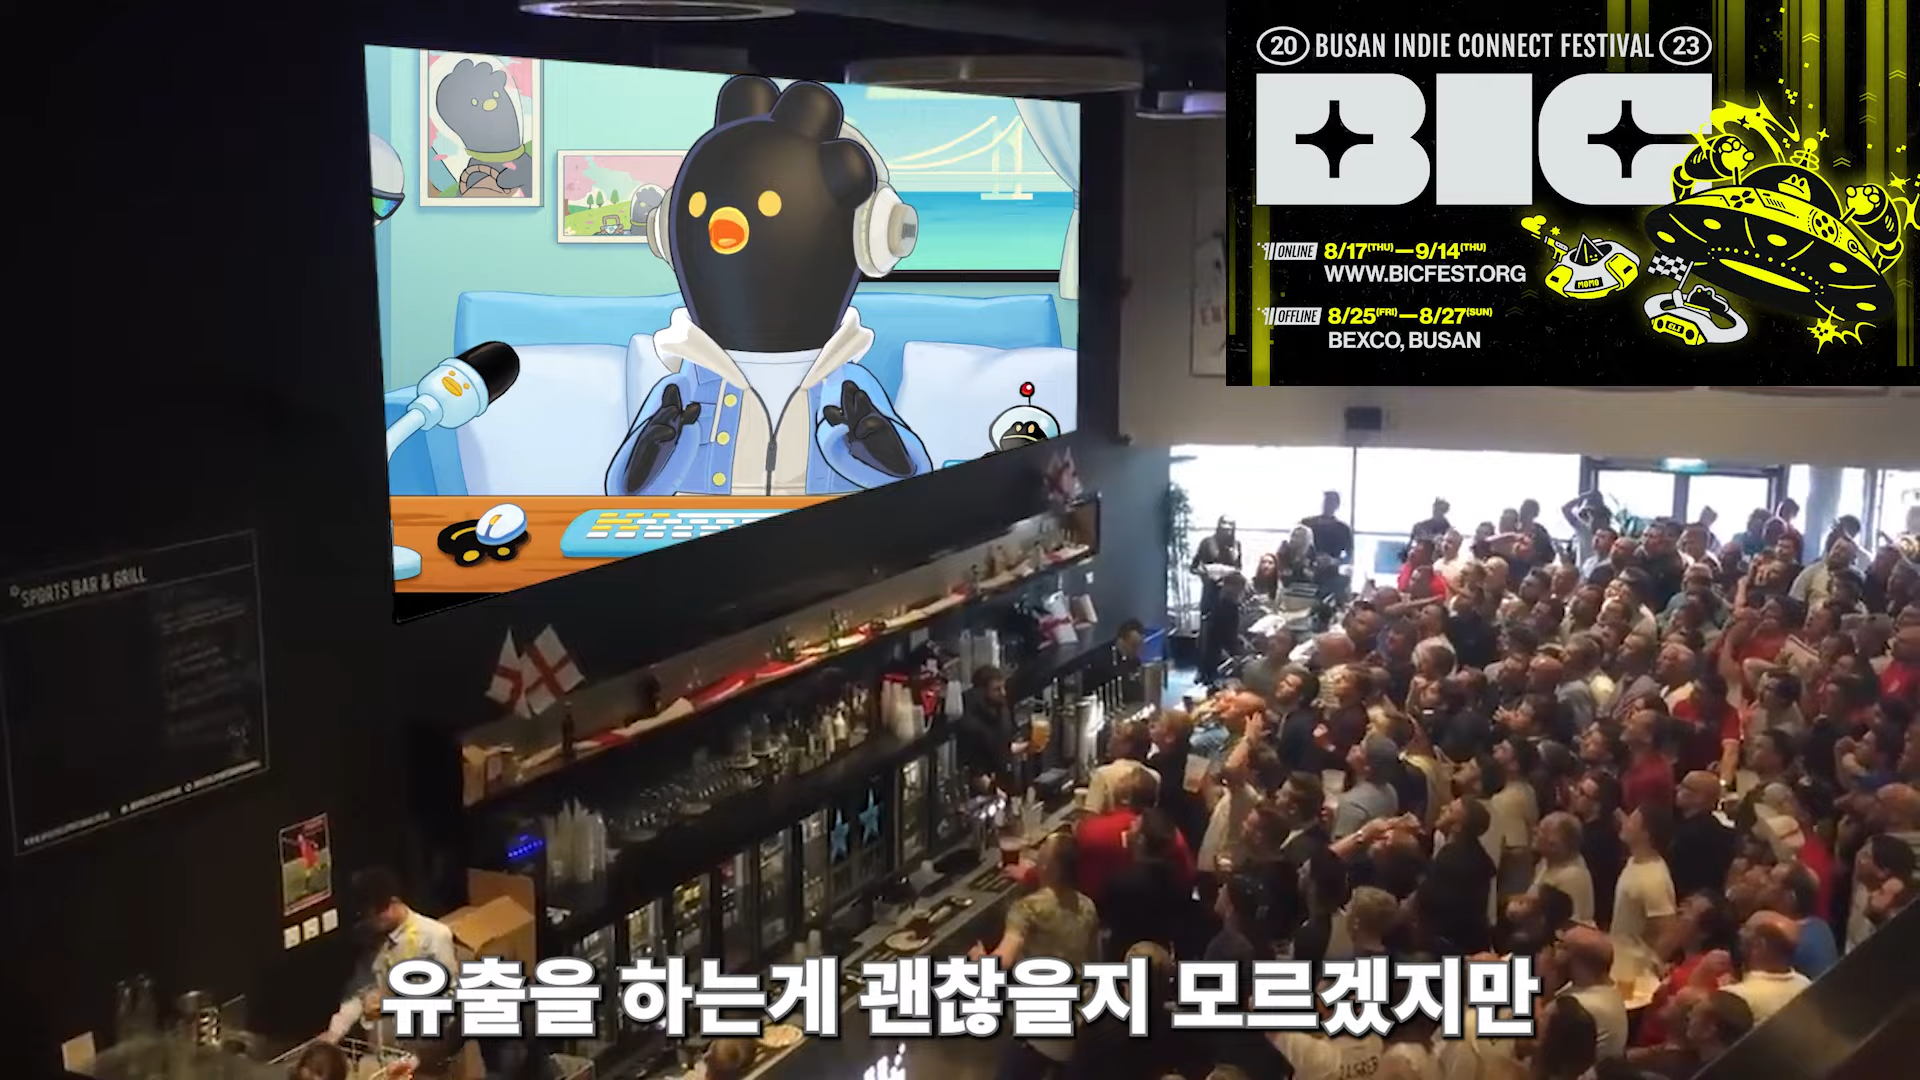 20 BUSAN INDIE CONNECT FESTIVAL 23
BIC
ONLINE 8/17(THU)—9/14(THU)
WWW.BICFEST.ORG
OFFLINE 8/25(FRI)—8/27(SUN)
BEXCO, BUSAN
MOMO
SPORTS BAR & GRILL
유출을 하는게 괜찮을지 모르겠지만